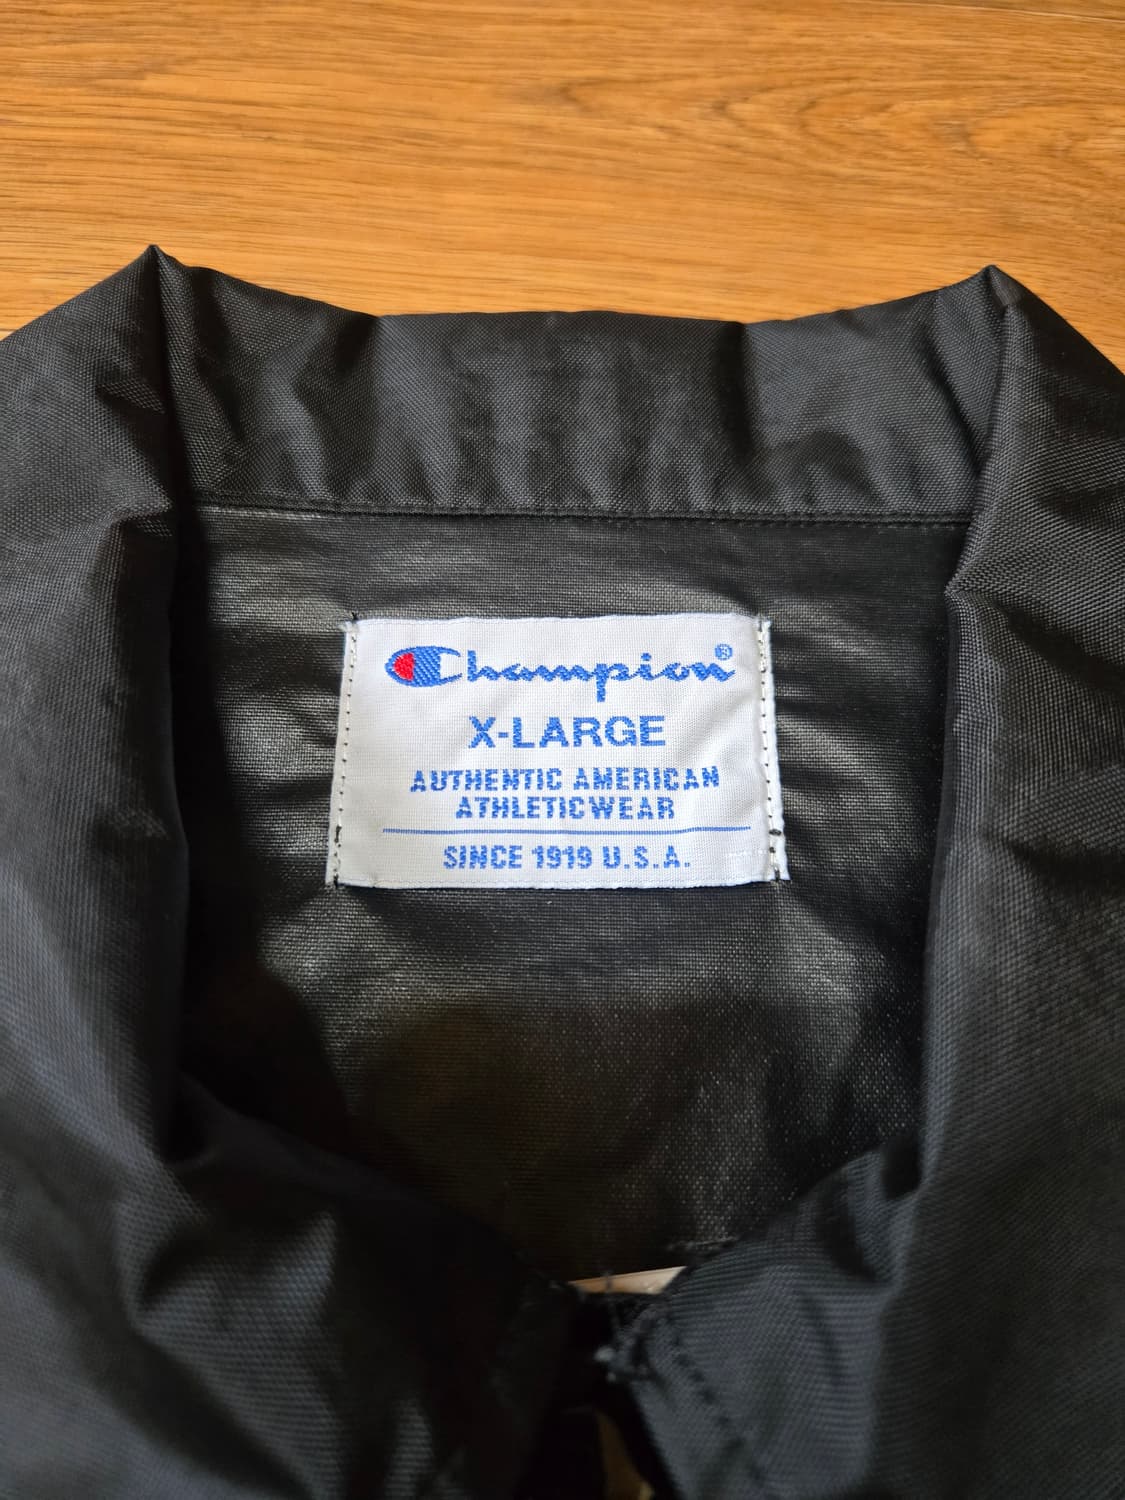 Champion®
X-LARGE
AUTHENTIC AMERICAN
ATHLETICWEAR
SINCE 1919 U.S.A.